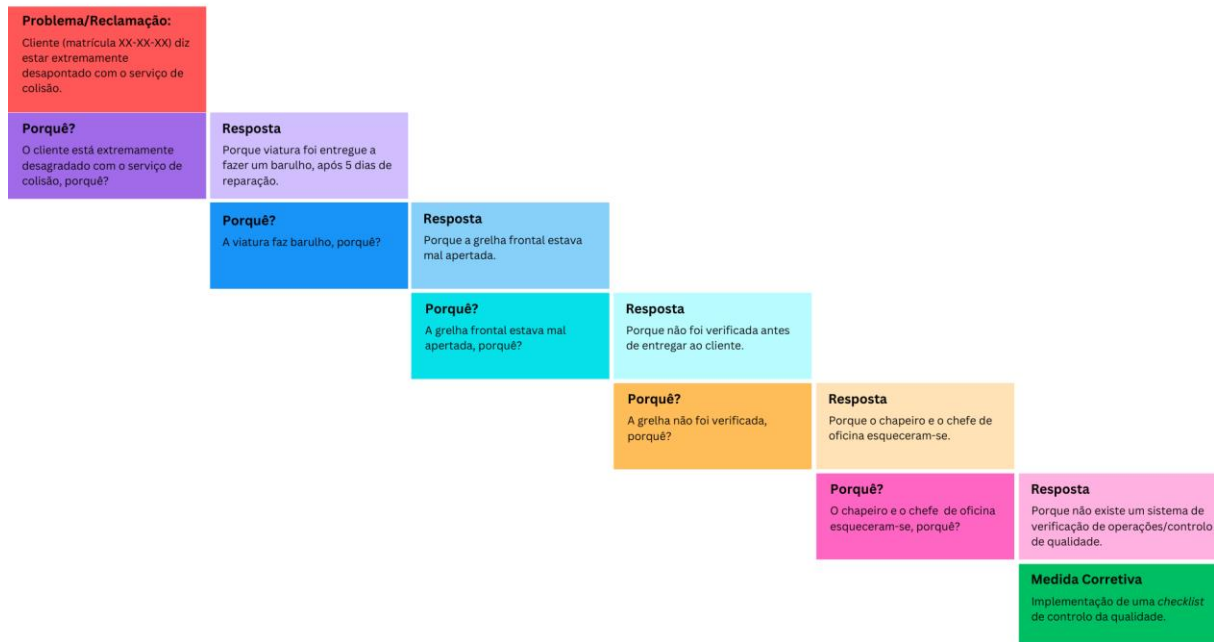 Problema/Reclamação:
Cliente (matrícula XX-XX-XX) diz
estar extremamente
desapontado com o serviço de
colisão.
Porquê?
O cliente está extremamente
desagradado com o serviço de
colisão, porquê?
Resposta
Porque viatura foi entregue a
fazer um barulho, após 5 dias de
reparação.
Porquê?
A viatura faz barulho, porquê?
Resposta
Porque a grelha frontal estava
mal apertada.
Porquê?
A grelha frontal estava mal
apertada, porquê?
Resposta
Porque não foi verificada antes
de entregar ao cliente.
Porquê?
A grelha não foi verificada,
porquê?
Resposta
Porque o chapeiro e o chefe de
oficina esqueceram-se.
Porquê?
O chapeiro e o chefe de oficina
esqueceram-se, porquê?
Resposta
Porque não existe um sistema de
verificação de operações/controlo
de qualidade.
Medida Corretiva
Implementação de uma checklist
de controlo da qualidade.